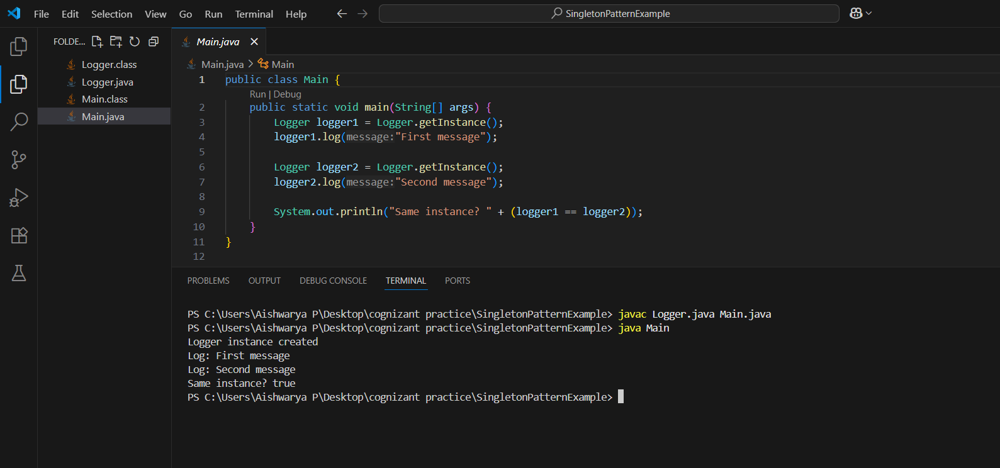 File Edit Selection View Go Run Terminal Help
SingletonPatternExample
FOLDE...
Logger.class
Logger.java
Main.class
Main.java
Main.java
Main.java > Main
1 public class Main {
Run | Debug
2 public static void main(String[] args) {
3 Logger logger1 = Logger.getInstance();
4 logger1.log(message:"First message");
5
6 Logger logger2 = Logger.getInstance();
7 logger2.log(message:"Second message");
8
9 System.out.println("Same instance? " + (logger1 == logger2));
10 }
11 }
12
PROBLEMS OUTPUT DEBUG CONSOLE TERMINAL PORTS
PS C:\Users\Aishwarya P\Desktop\cognizant practice\SingletonPatternExample> javac Logger.java Main.java
PS C:\Users\Aishwarya P\Desktop\cognizant practice\SingletonPatternExample> java Main
Logger instance created
Log: First message
Log: Second message
Same instance? true
PS C:\Users\Aishwarya P\Desktop\cognizant practice\SingletonPatternExample>